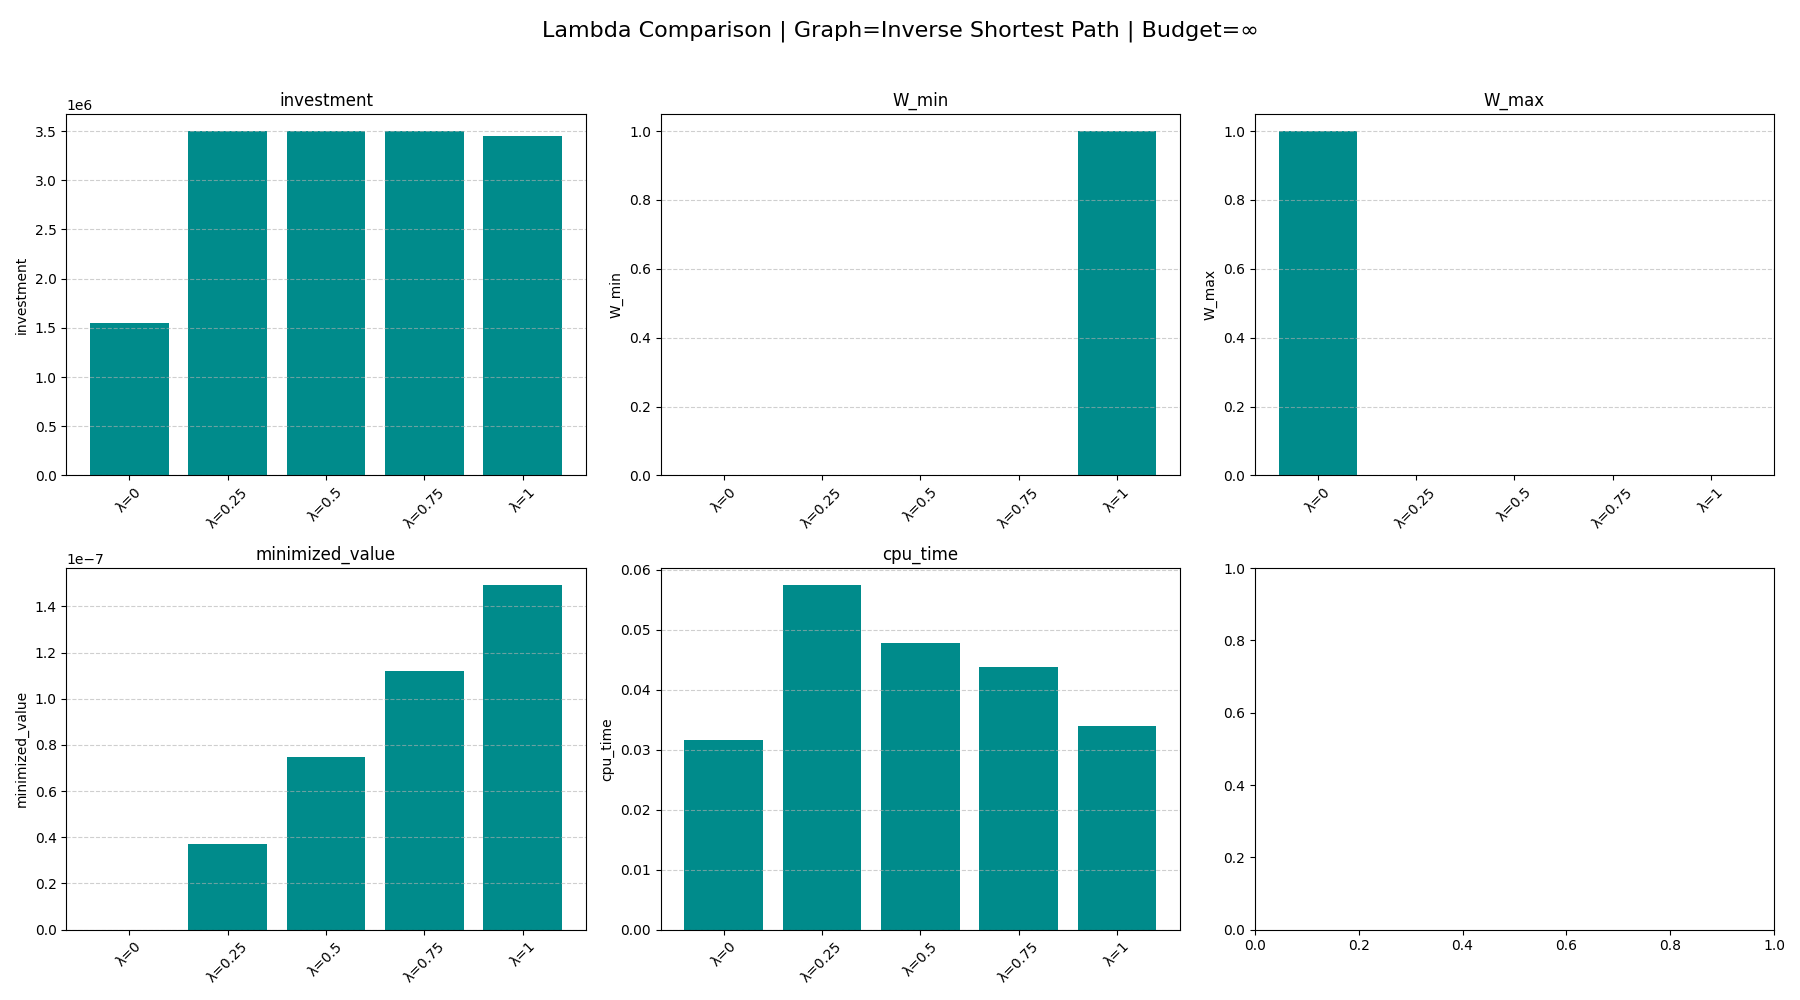 Lambda Comparison | Graph=Inverse Shortest Path | Budget=∞
investment
1e6
3.5
3.0
2.5
2.0
1.5
1.0
0.5
0.0
investment
λ=0
λ=0.25
λ=0.5
λ=0.75
λ=1
W_min
1.0
0.8
0.6
0.4
0.2
0.0
W_min
λ=0
λ=0.25
λ=0.5
λ=0.75
λ=1
W_max
1.0
0.8
0.6
0.4
0.2
0.0
W_max
λ=0
λ=0.25
λ=0.5
λ=0.75
λ=1
minimized_value
1e−7
1.4
1.2
1.0
0.8
0.6
0.4
0.2
0.0
minimized_value
λ=0
λ=0.25
λ=0.5
λ=0.75
λ=1
cpu_time
0.06
0.05
0.04
0.03
0.02
0.01
0.00
cpu_time
λ=0
λ=0.25
λ=0.5
λ=0.75
λ=1
1.0
0.8
0.6
0.4
0.2
0.0
0.0 0.2 0.4 0.6 0.8 1.0